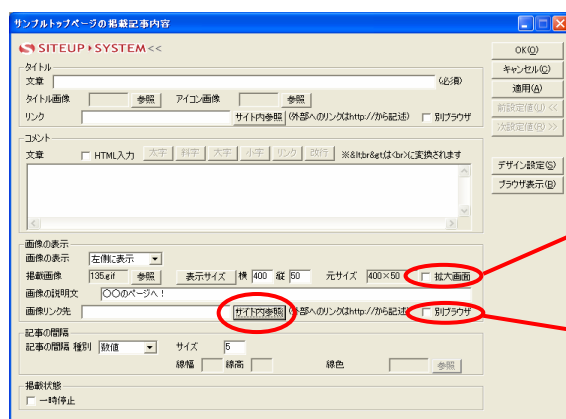 サンプルトップページの掲載記事内容
SITEUP SYSTEM<<
タイトル
文章 (必須)
タイトル画像 参照 アイコン画像 参照
リンク サイト内参照 (外部へのリンクはhttp://から記述) 別ブラウザ
コメント
文章 HTML入力 太字 斜字 大字 小字 リンク 改行 ※&ltbr&gtは<br>に変換されます
画像の表示
画像の表示 左側に表示
掲載画像 135.gif 参照 表示サイズ 横 400 縦 50 元サイズ 400×50 拡大画面
画像の説明文 〇〇のページへ!
画像リンク先 サイト内参照 (外部へのリンクはhttp://から記述) 別ブラウザ
記事の間隔
記事の間隔 種別 数値 サイズ 5
線幅 線高 線色 参照
掲載状態
一時停止
OK(O)
キャンセル(C)
適用(A)
前設定値(U) <<
次設定値(R) >>
デザイン設定(S)
ブラウザ表示(B)